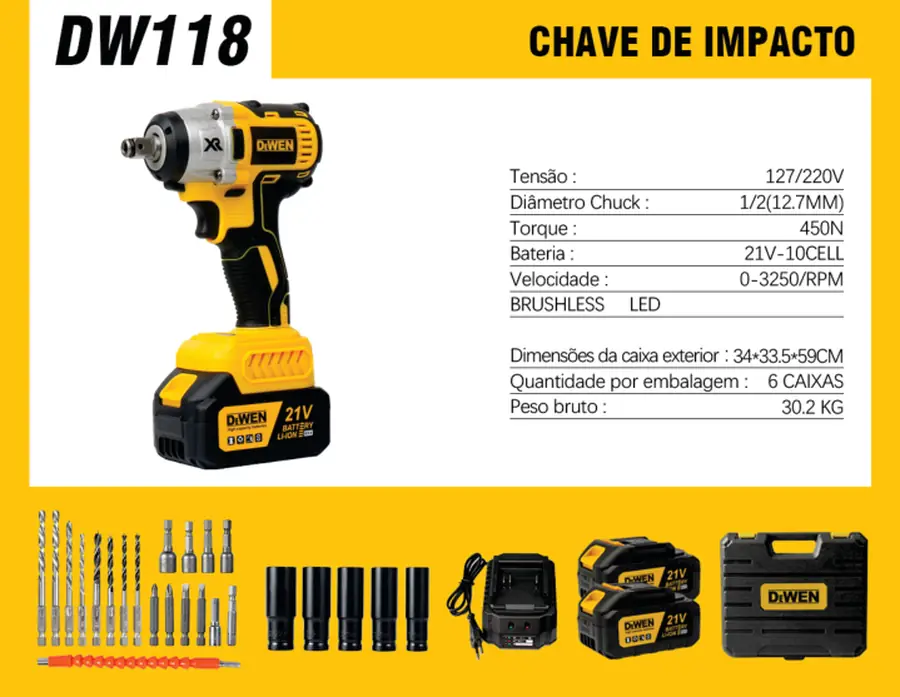 DW118
CHAVE DE IMPACTO
XR
DiWEN
Tensão : 127/220V
Diâmetro Chuck : 1/2(12.7MM)
Torque : 450N
Bateria : 21V-10CELL
Velocidade : 0-3250/RPM
BRUSHLESS LED
Dimensões da caixa exterior : 34*33.5*59CM
Quantidade por embalagem : 6 CAIXAS
Peso bruto : 30.2 KG
DiWEN
21V
BATTERY
LI-ION
DiWEN
21V
BATTERY
DiWEN
21V
BATTERY
DiWEN